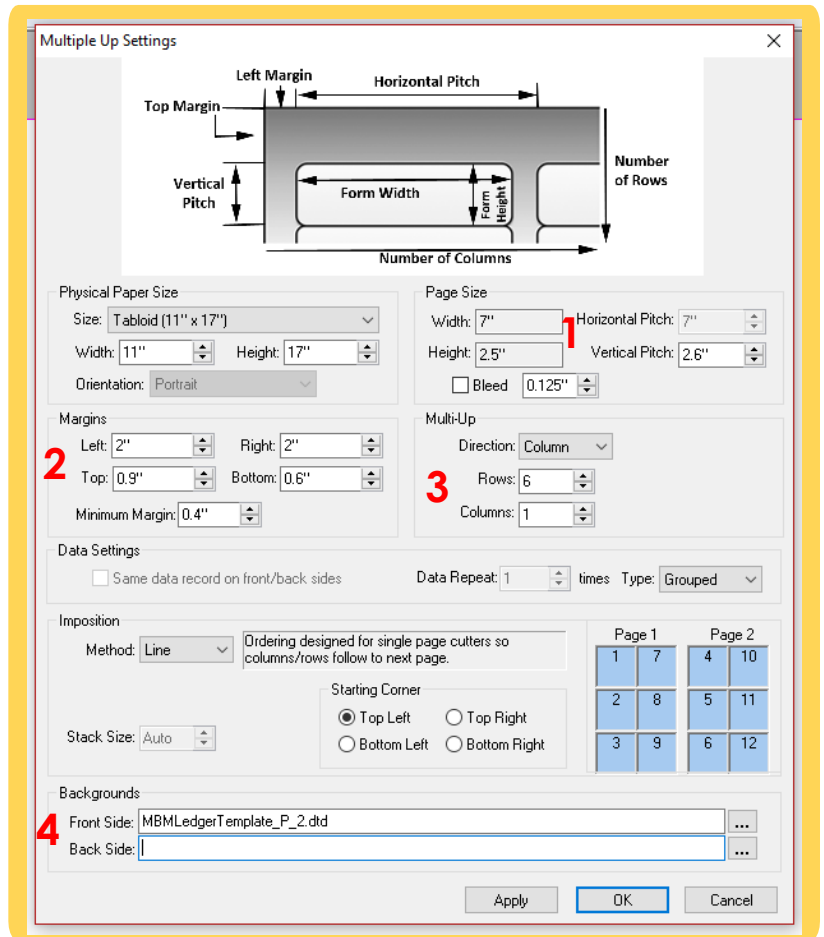 Multiple Up Settings
Left Margin
Horizontal Pitch
Top Margin
Number
of Rows
Vertical
Pitch
Form Width
Form
Height
Number of Columns
Physical Paper Size
Size: Tabloid (11'' x 17'')
Width: 11'' Height: 17''
Orientation: Portrait
Page Size
1
Width: 7'' Horizontal Pitch: 7''
Height: 2.5'' Vertical Pitch: 2.6''
Bleed 0.125''
Margins
2
Left: 2'' Right: 2''
Top: 0.9'' Bottom: 0.6''
Minimum Margin: 0.4''
Multi-Up
3
Direction: Column
Rows: 6
Columns: 1
Data Settings
Same data record on front/back sides Data Repeat: 1 times Type: Grouped
Imposition
Method: Line
Ordering designed for single page cutters so
columns/rows follow to next page.
Starting Corner
Top Left Top Right
Bottom Left Bottom Right
Stack Size: Auto
Page 1 Page 2
1 7 4 10
2 8 5 11
3 9 6 12
Backgrounds
4
Front Side: MBMLedgerTemplate_P_2.dtd ...
Back Side: ...
Apply OK Cancel